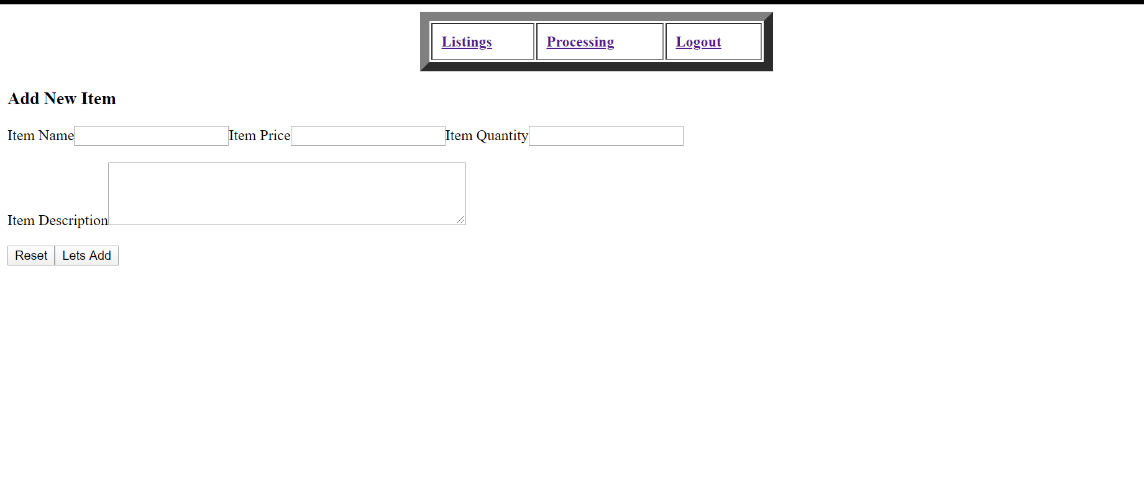 Listings Processing Logout
Add New Item
Item Name Item Price Item Quantity
Item Description
Reset Lets Add